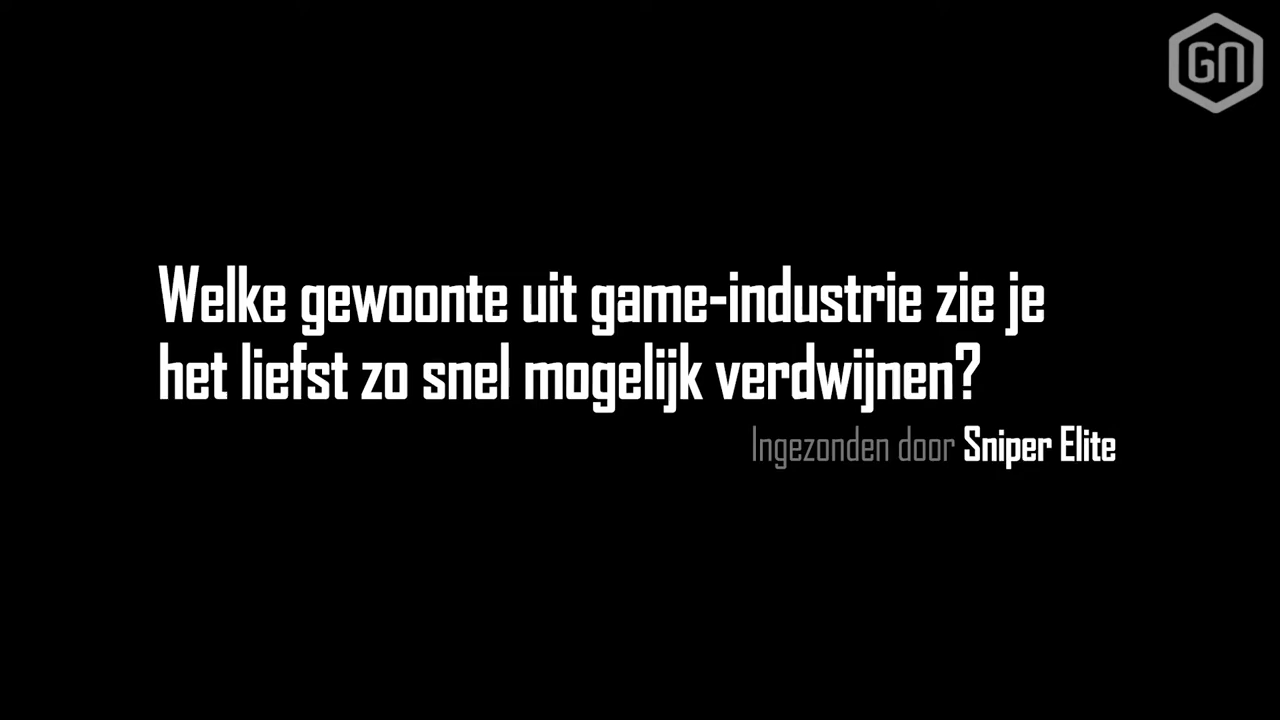 GN
Welke gewoonte uit game-industrie zie je
het liefst zo snel mogelijk verdwijnen?
Ingezonden door Sniper Elite